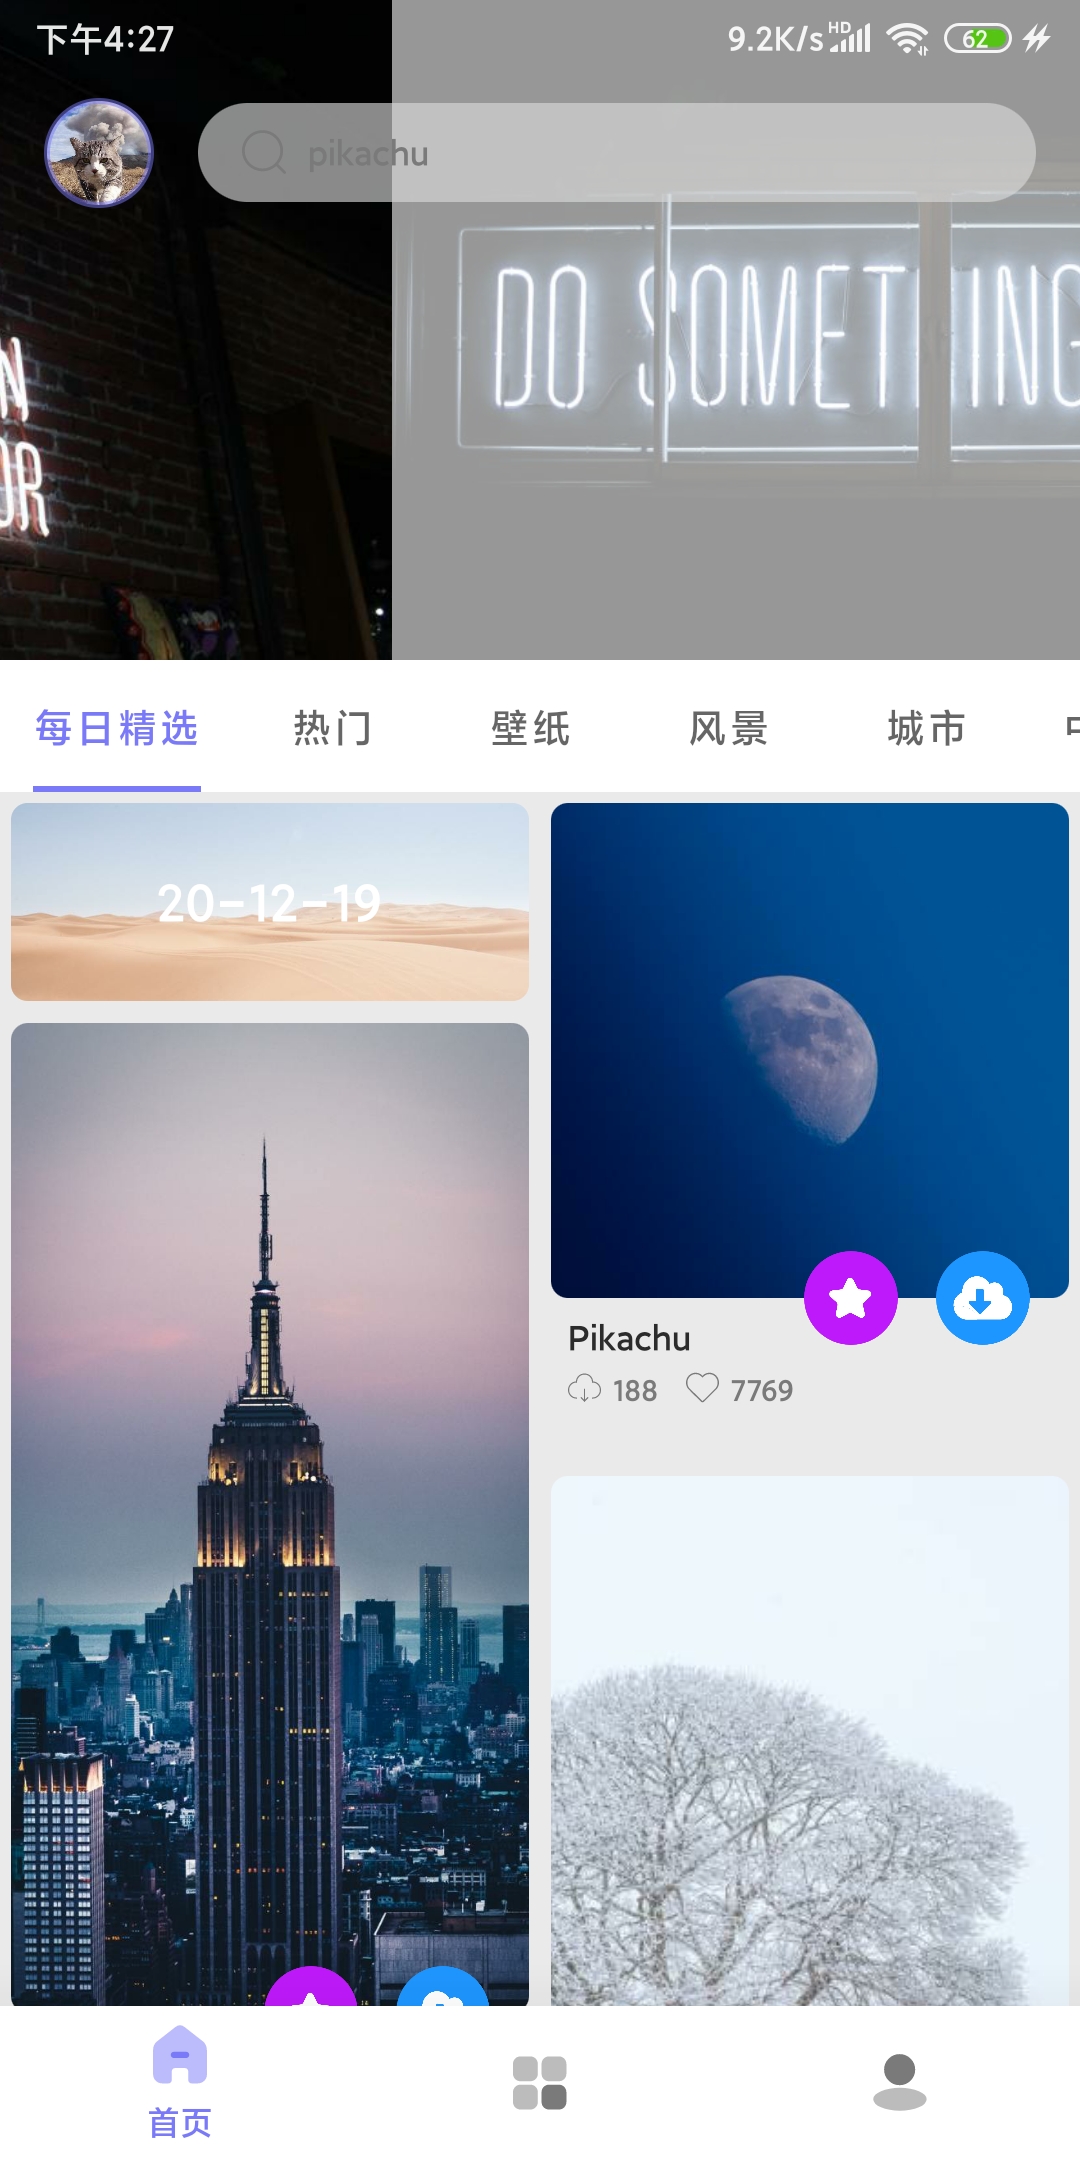 下午4:27
9.2K/s HD 62
pikachu
N
OR
DO SOMETHING
每日精选 热门 壁纸 风景 城市
20-12-19
Pikachu
188 7769
首页